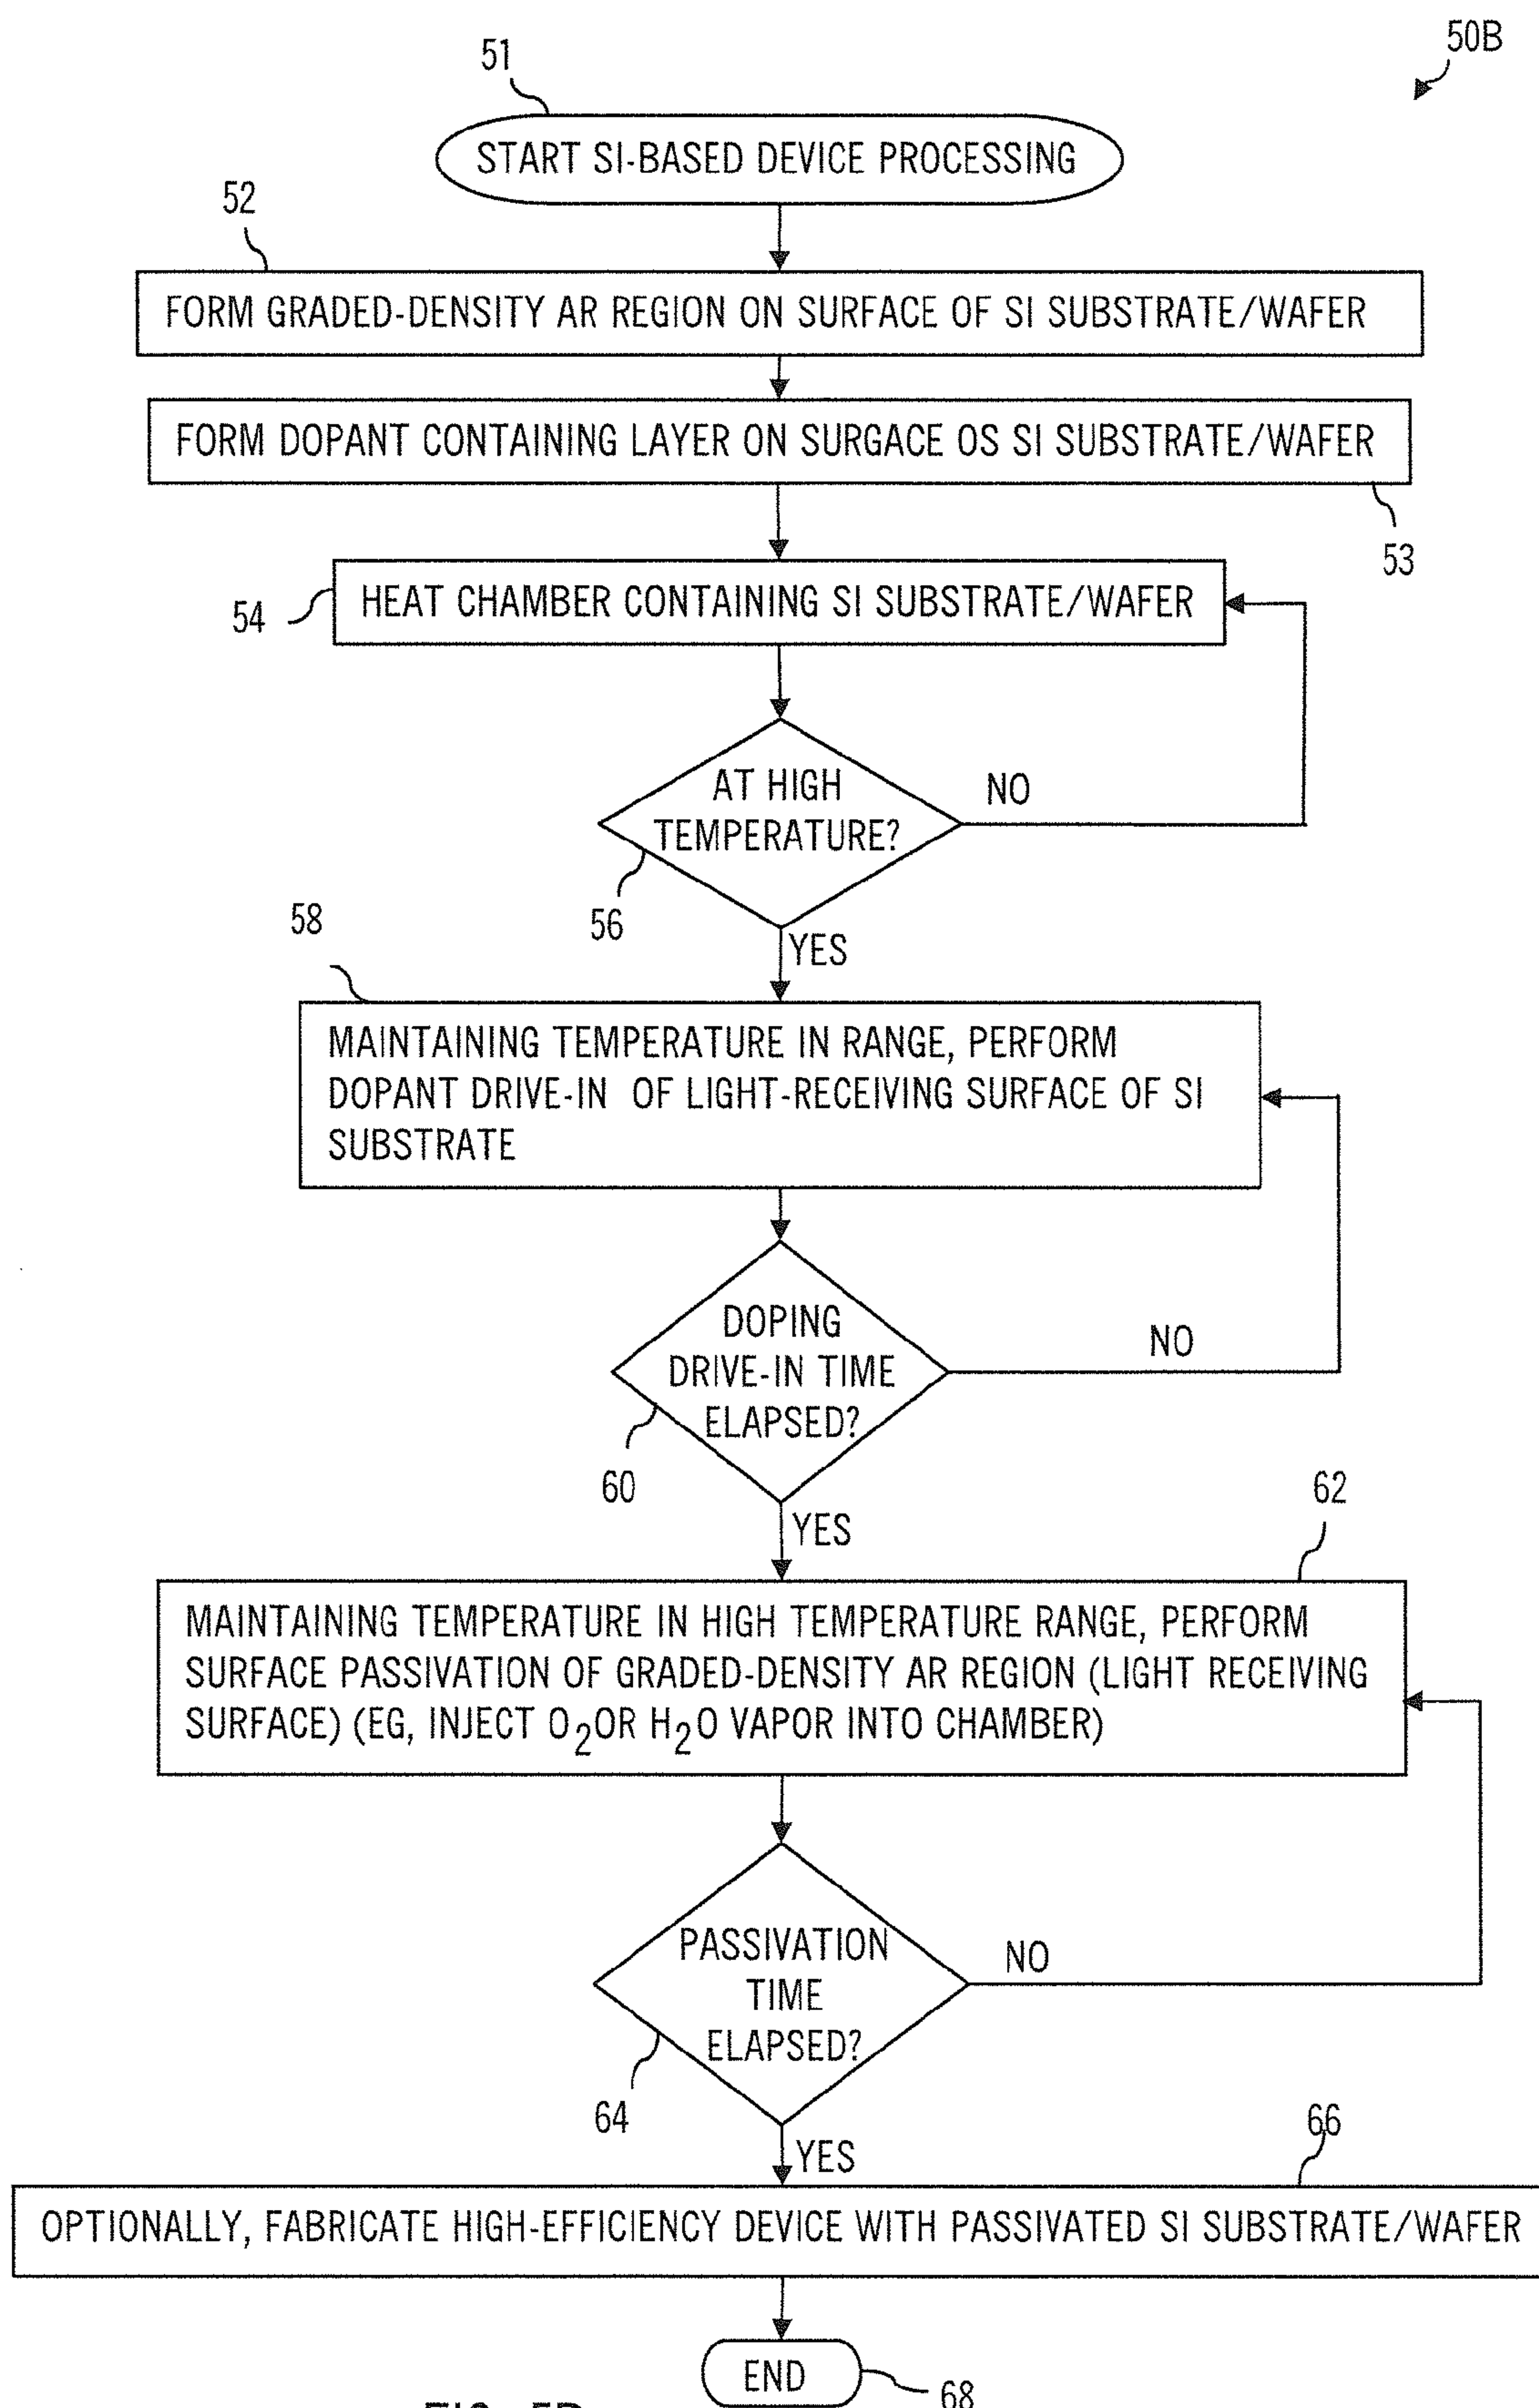 50B
51
START SI-BASED DEVICE PROCESSING
52
FORM GRADED-DENSITY AR REGION ON SURFACE OF SI SUBSTRATE/WAFER
FORM DOPANT CONTAINING LAYER ON SURGACE OS SI SUBSTRATE/WAFER
53
54
HEAT CHAMBER CONTAINING SI SUBSTRATE/WAFER
AT HIGH
TEMPERATURE?
NO
56
YES
58
MAINTAINING TEMPERATURE IN RANGE, PERFORM
DOPANT DRIVE-IN OF LIGHT-RECEIVING SURFACE OF SI
SUBSTRATE
DOPING
DRIVE-IN TIME
ELAPSED?
NO
60
YES
62
MAINTAINING TEMPERATURE IN HIGH TEMPERATURE RANGE, PERFORM
SURFACE PASSIVATION OF GRADED-DENSITY AR REGION (LIGHT RECEIVING
SURFACE) (EG, INJECT O2OR H2O VAPOR INTO CHAMBER)
PASSIVATION
TIME
ELAPSED?
NO
64
YES
66
OPTIONALLY, FABRICATE HIGH-EFFICIENCY DEVICE WITH PASSIVATED SI SUBSTRATE/WAFER
END
68